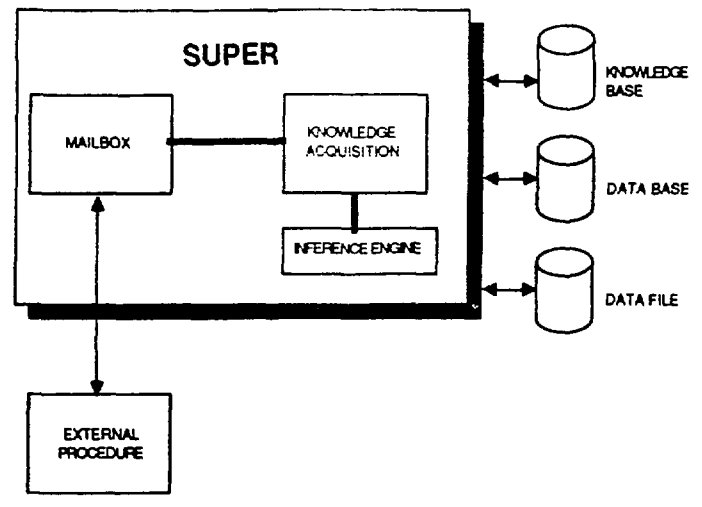 SUPER
MAILBOX
KNOWLEDGE
ACQUISITION
INFERENCE ENGINE
KNOWLEDGE
BASE
DATA BASE
DATA FILE
EXTERNAL
PROCEDURE